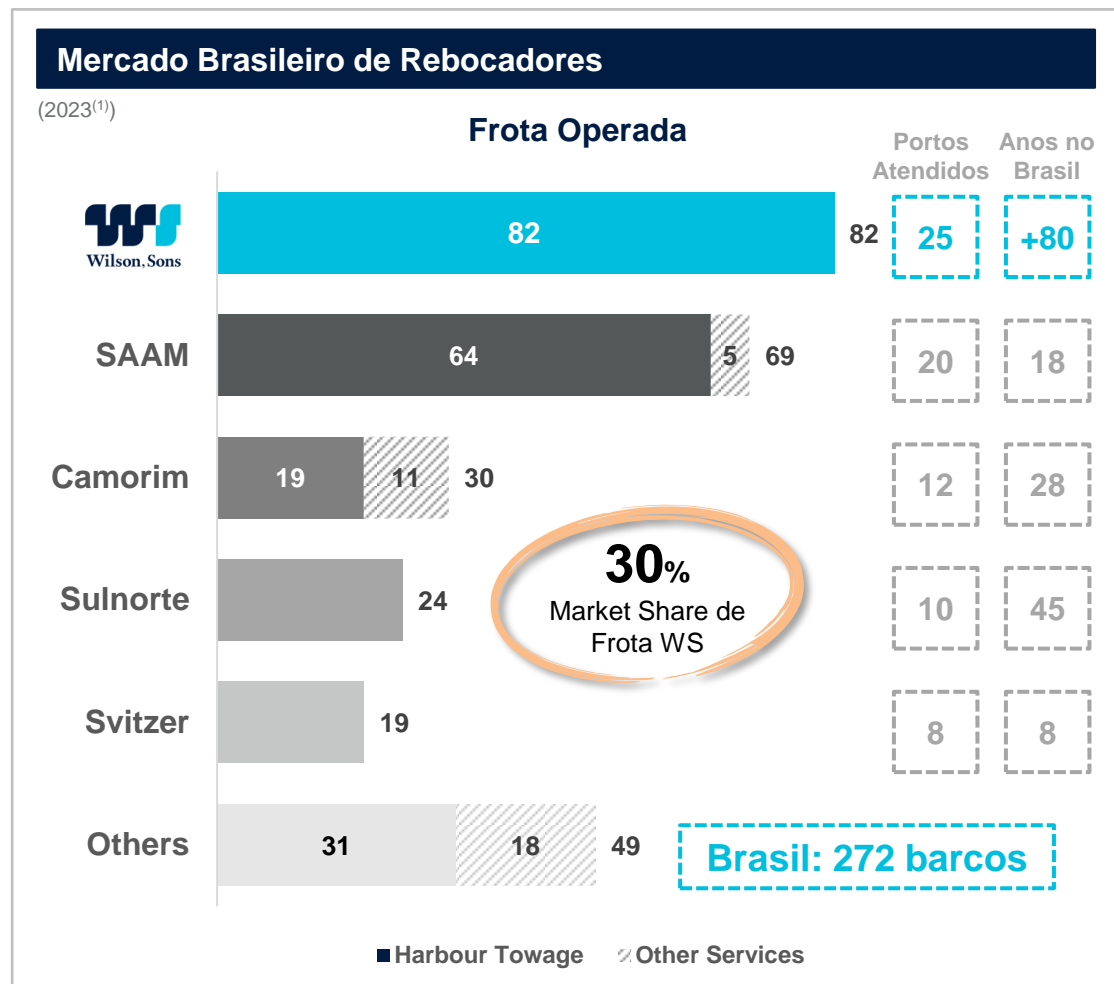 Mercado Brasileiro de Rebocadores
(2023(1))
Frota Operada
Portos Atendidos
Anos no Brasil
Wilson, Sons
82
82
25
+80
SAAM
64
5
69
20
18
Camorim
19
11
30
12
28
30%
Market Share de
Frota WS
Sulnorte
24
10
45
Svitzer
19
8
8
Others
31
18
49
Brasil: 272 barcos
Harbour Towage
Other Services